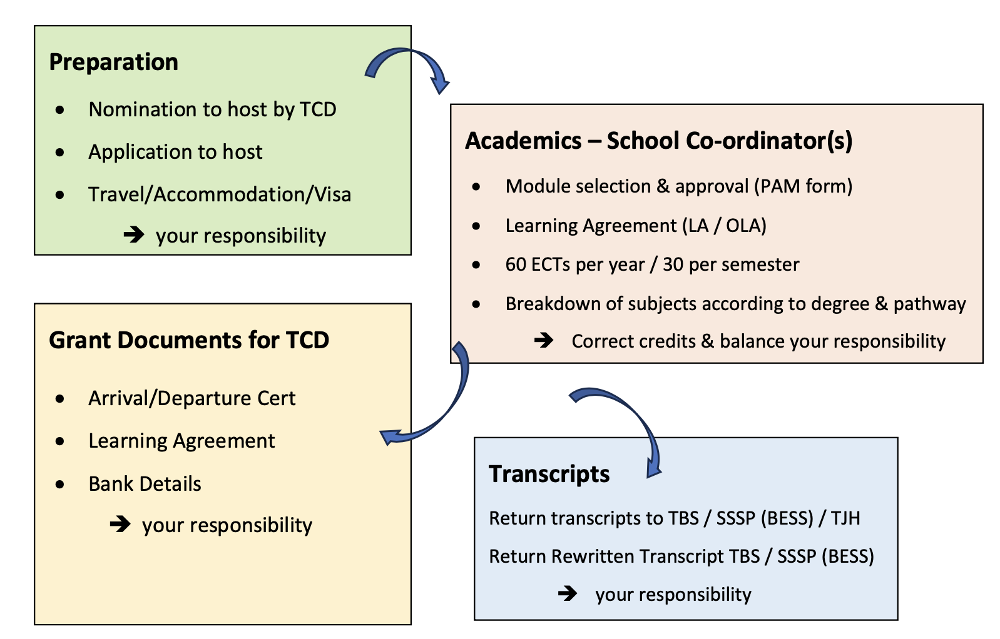 Preparation
• Nomination to host by TCD
• Application to host
• Travel/Accommodation/Visa
➔ your responsibility
Academics – School Co-ordinator(s)
• Module selection & approval (PAM form)
• Learning Agreement (LA / OLA)
• 60 ECTs per year / 30 per semester
• Breakdown of subjects according to degree & pathway
➔ Correct credits & balance your responsibility
Grant Documents for TCD
• Arrival/Departure Cert
• Learning Agreement
• Bank Details
➔ your responsibility
Transcripts
Return transcripts to TBS / SSSP (BESS) / TJH
Return Rewritten Transcript TBS / SSSP (BESS)
➔ your responsibility